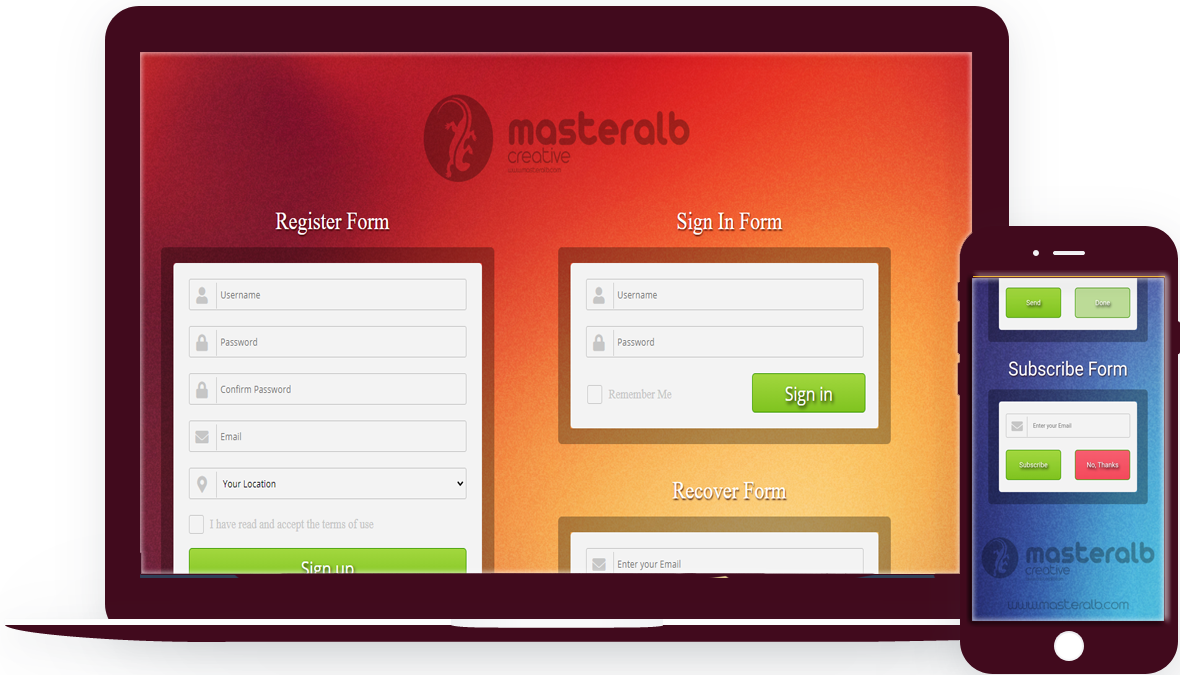 masteralb
creative
Register Form
Username
Password
Confirm Password
Email
Your Location
I have read and accept the terms of use
Sign up
Sign In Form
Username
Password
Remember Me
Sign in
Recover Form
Enter your Email
Send
Done
Subscribe Form
Enter your Email
Subscribe
No, Thanks
masteralb
creative
www.masteralb.com